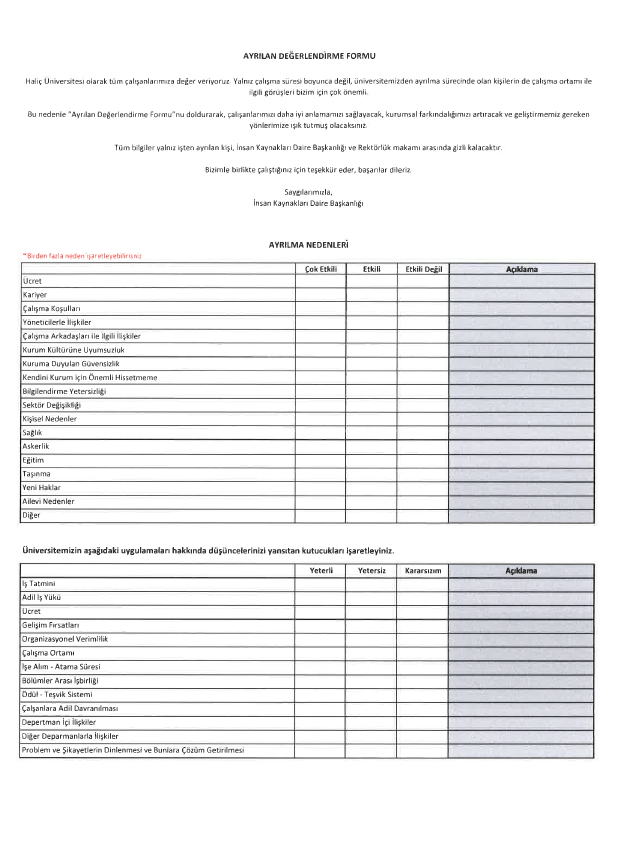 AYRILAN DEĞERLENDİRME FORMU
Haliç Üniversitesi olarak tüm çalışanlarımıza değer veriyoruz. Yalnız çalışma süresi boyunca değil, üniversitemizden ayrılma sürecinde olan kişilerin de çalışma ortamı ile
ilgili görüşleri bizim için çok önemli.
Bu nedenle "Ayrılan Değerlendirme Formu"nu doldurarak, çalışanlarımızı daha iyi anlamamızı sağlayacak, kurumsal farkındalığımızı artıracak ve geliştirmemiz gereken
yönlerimize ışık tutmuş olacaksınız.
Tüm bilgiler yalnız işten ayrılan kişi, İnsan Kaynakları Daire Başkanlığı ve Rektörlük makamı arasında gizli kalacaktır.
Bizimle birlikte çalıştığınız için teşekkür eder, başarılar dileriz.
Saygılarımızla,
İnsan Kaynakları Daire Başkanlığı
AYRILMA NEDENLERİ
*Birden fazla neden işaretleyebilirisniz
Çok Etkili Etkili Etkili Değil Açıklama
Ücret
Kariyer
Çalışma Koşulları
Yöneticilerle İlişkiler
Çalışma Arkadaşları ile İlgili İlişkiler
Kurum Kültürüne Uyumsuzluk
Kuruma Duyulan Güvensizlik
Kendini Kurum için Önemli Hissetmeme
Bilgilendirme Yetersizliği
Sektör Değişikliği
Kişisel Nedenler
Sağlık
Askerlik
Eğitim
Taşınma
Yeni Haklar
Ailevi Nedenler
Diğer
Üniversitemizin aşağıdaki uygulamaları hakkında düşüncelerinizi yansıtan kutucukları işaretleyiniz.
Yeterli Yetersiz Kararsızım Açıklama
İş Tatmini
Adil İş Yükü
Ücret
Gelişim Fırsatları
Organizasyonel Verimlilik
Çalışma Ortamı
İşe Alım - Atama Süresi
Bölümler Arası İşbirliği
Ödül - Teşvik Sistemi
Çalşanlara Adil Davranılması
Depertman İçi İlişkiler
Diğer Deparmanlarla İlişkiler
Problem ve Şikayetlerin Dinlenmesi ve Bunlara Çözüm Getirilmesi